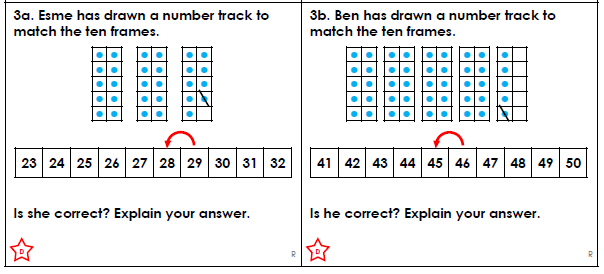 3a. Esme has drawn a number track to
match the ten frames.
23 24 25 26 27 28 29 30 31 32
Is she correct? Explain your answer.
D
R
3b. Ben has drawn a number track to
match the ten frames.
41 42 43 44 45 46 47 48 49 50
Is he correct? Explain your answer.
D
R